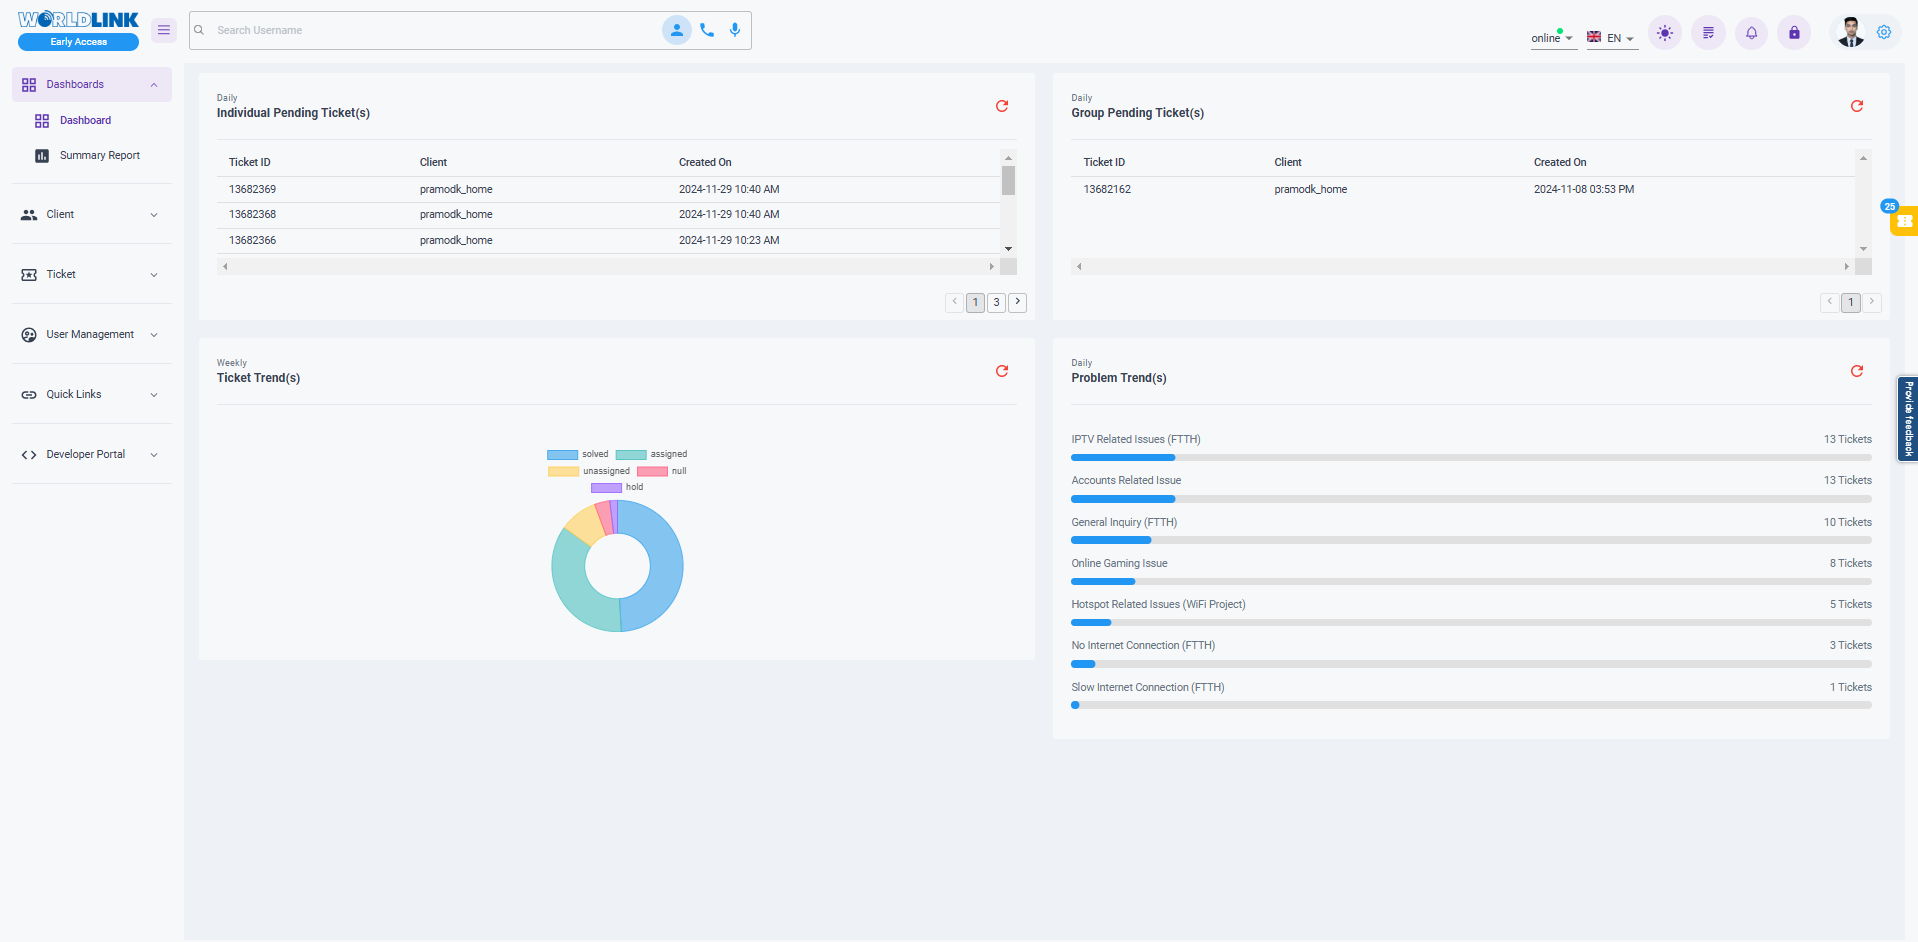 WORLDLINK
Early Access
Search Username
online
EN
Dashboards
Dashboard
Summary Report
Client
Ticket
User Management
Quick Links
Developer Portal
Daily
Individual Pending Ticket(s)
Ticket ID Client Created On
13682369 pramodk_home 2024-11-29 10:40 AM
13682368 pramodk_home 2024-11-29 10:40 AM
13682366 pramodk_home 2024-11-29 10:23 AM
1 3
Daily
Group Pending Ticket(s)
Ticket ID Client Created On
13682162 pramodk_home 2024-11-08 03:53 PM
1
25
Provide feedback
Weekly
Ticket Trend(s)
solved assigned
unassigned null
hold
Daily
Problem Trend(s)
IPTV Related Issues (FTTH) 13 Tickets
Accounts Related Issue 13 Tickets
General Inquiry (FTTH) 10 Tickets
Online Gaming Issue 8 Tickets
Hotspot Related Issues (WiFi Project) 5 Tickets
No Internet Connection (FTTH) 3 Tickets
Slow Internet Connection (FTTH) 1 Tickets